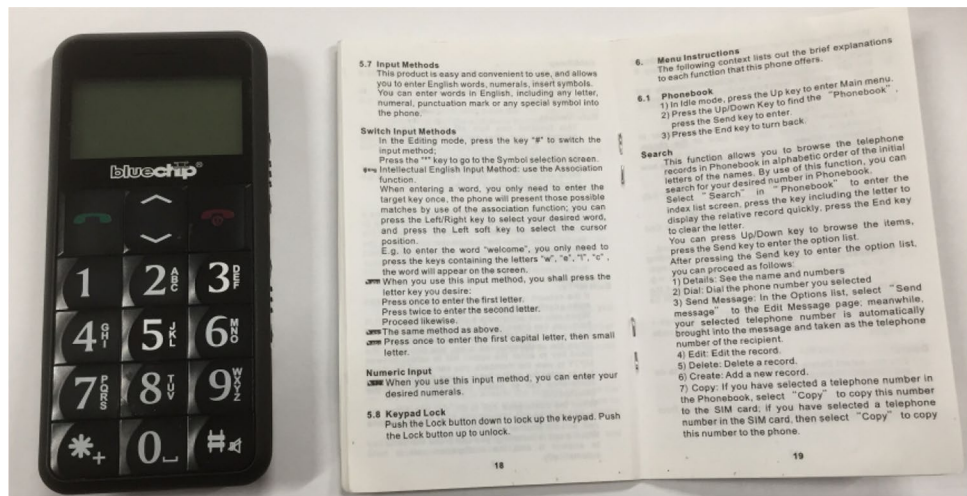 bluechip®
1
2 ABC
3 DEF
4 GHI
5 JKL
6 MNO
7 PQRS
8 TUV
9 WXYZ
*+
0
#
5.7 Input Methods
This product is easy and convenient to use, and allows
you to enter English words, numerals, insert symbols.
You can enter words in English, including any letter,
numeral, punctuation mark or any special symbol into
the phone.
Switch Input Methods
In the Editing mode, press the key "#" to switch the
input method;
Press the "*" key to go to the Symbol selection screen.
Intellectual English Input Method: use the Association
function.
When entering a word, you only need to enter the
target key once, the phone will present those possible
matches by use of the association function; you can
press the Left/Right key to select your desired word,
and press the Left soft key to select the cursor
position.
E.g. to enter the word "welcome", you only need to
press the keys containing the letters "w", "e", "l", "c" ,
the word will appear on the screen.
When you use this input method, you shall press the
letter key you desire:
Press once to enter the first letter.
Press twice to enter the second letter.
Proceed likewise.
The same method as above.
Press once to enter the first capital letter, then small
letter.
Numeric Input
When you use this input method, you can enter your
desired numerals.
5.8 Keypad Lock
Push the Lock button down to lock up the keypad. Push
the Lock button up to unlock.
18
6. Menu Instructions
The following context lists out the brief explanations
to each function that this phone offers.
6.1 Phonebook
1) In Idle mode, press the Up key to enter Main menu.
2) Press the Up/Down Key to find the "Phonebook" ,
press the Send key to enter.
3) Press the End key to turn back.
Search
This function allows you to browse the telephone
records in Phonebook in alphabetic order of the initial
letters of the names. By use of this function, you can
search for your desired number in Phonebook.
Select "Search" in "Phonebook" to enter the
index list screen, press the key including the letter to
display the relative record quickly, press the End key
to clear the letter.
You can press Up/Down key to browse the items,
press the Send key to enter the option list.
After pressing the Send key to enter the option list,
you can proceed as follows:
1) Details: See the name and numbers
2) Dial: Dial the phone number you selected
3) Send Message: In the Options list, select "Send
message" to the Edit Message page; meanwhile,
your selected telephone number is automatically
brought into the message and taken as the telephone
number of the recipient.
4) Edit: Edit the record.
5) Delete: Delete a record.
6) Create: Add a new record.
7) Copy: If you have selected a telephone number in
the Phonebook, select "Copy" to copy this number
to the SIM card; if you have selected a telephone
number in the SIM card, then select "Copy" to copy
this number to the phone.
19